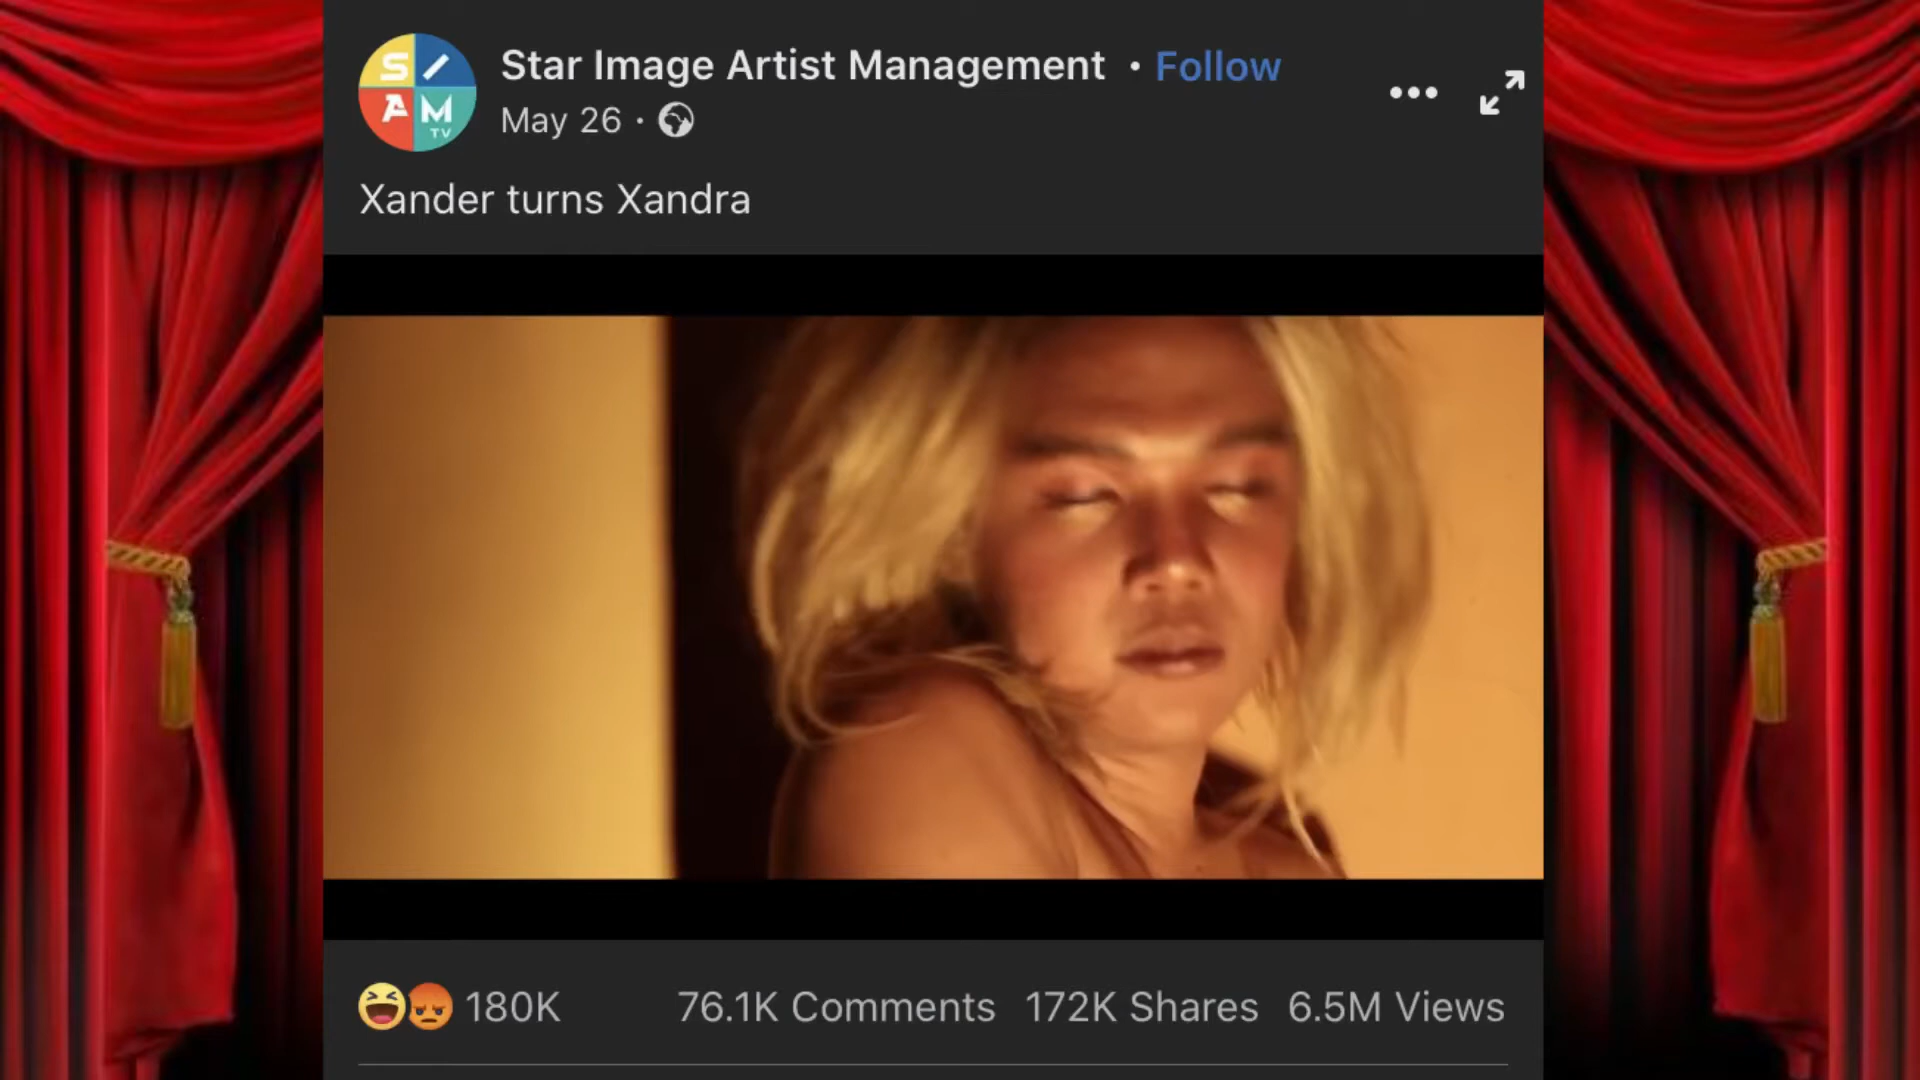 S I
A M
TV
Star Image Artist Management • Follow
May 26 ·
Xander turns Xandra
180K 76.1K Comments 172K Shares 6.5M Views